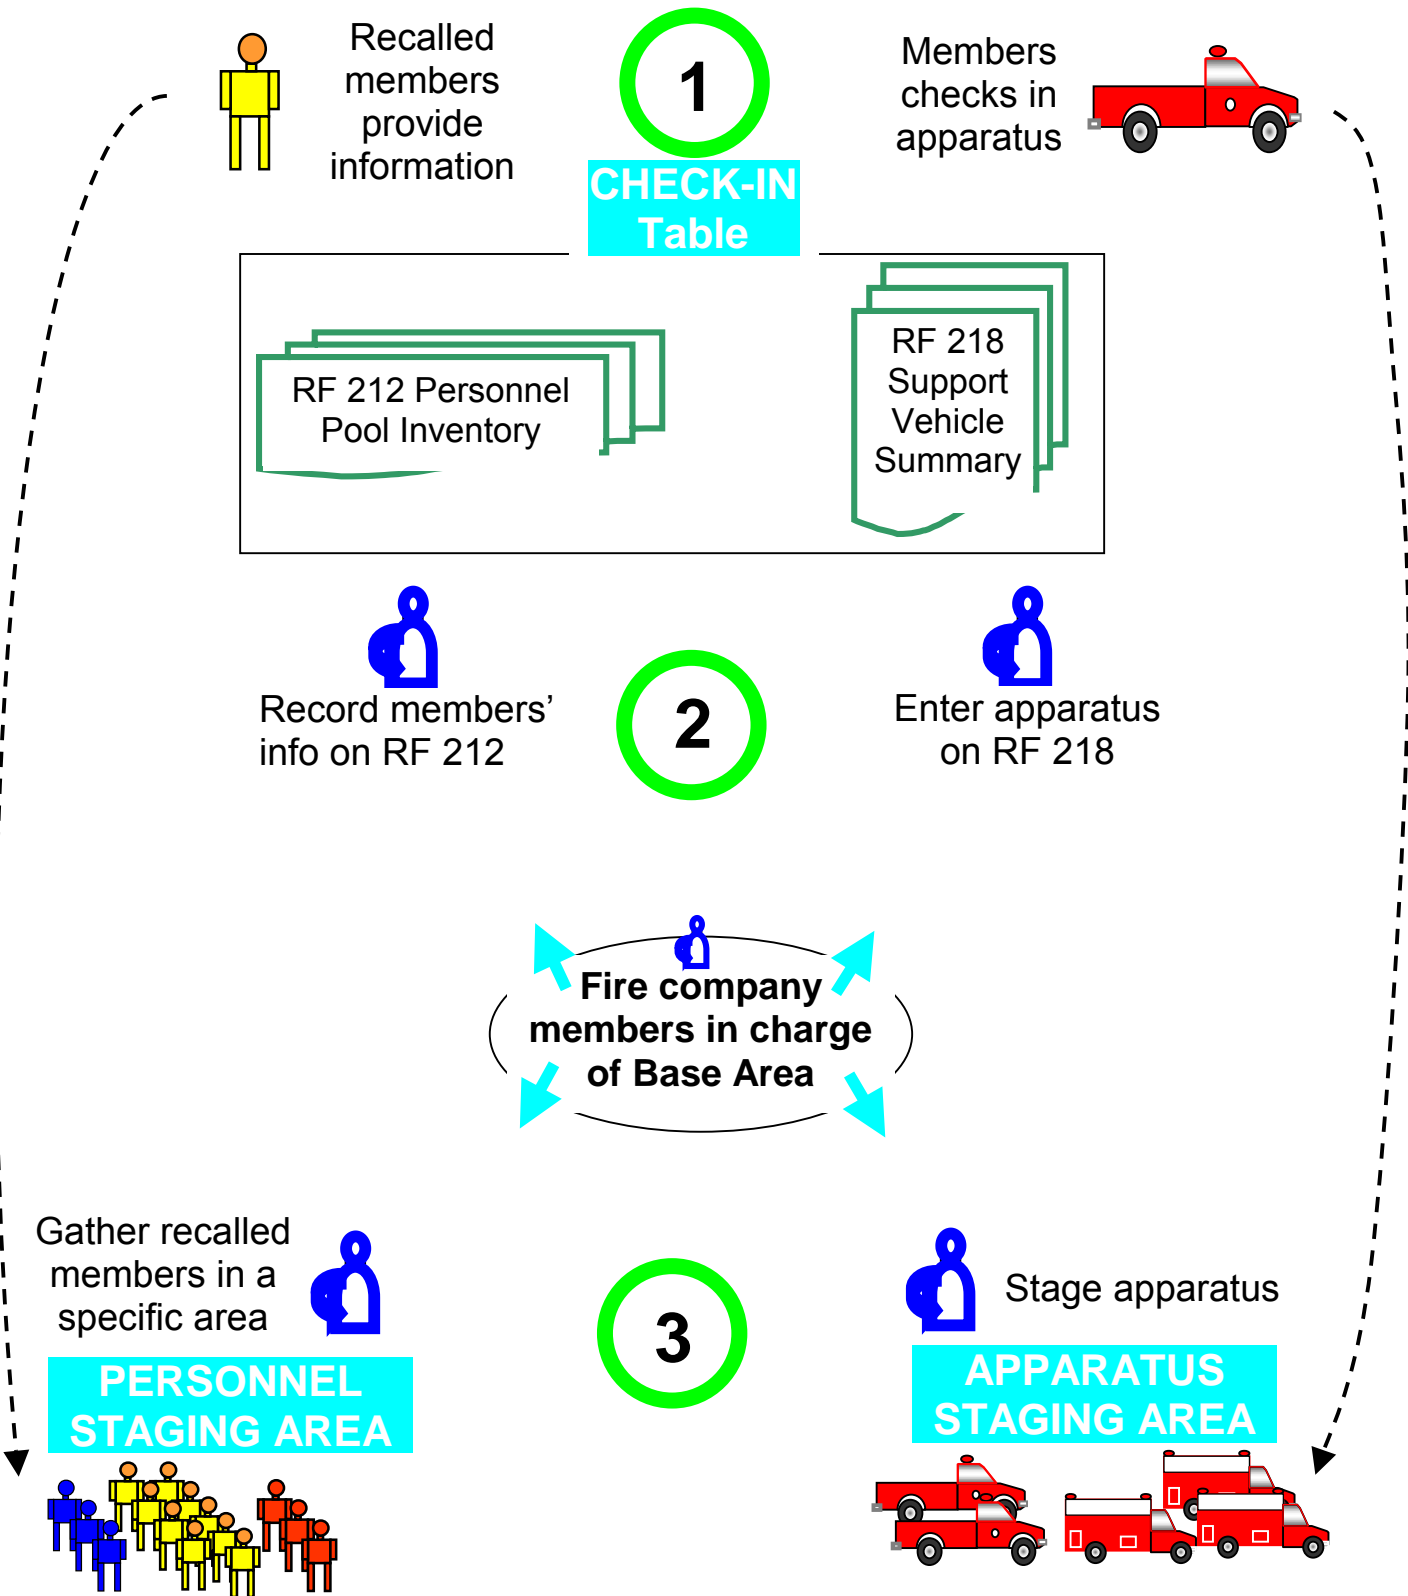 Recalled
members
provide
information
1
Members
checks in
apparatus
CHECK-IN
Table
RF 212 Personnel
Pool Inventory
RF 218
Support
Vehicle
Summary
Record members’
info on RF 212
2
Enter apparatus
on RF 218
Fire company
members in charge
of Base Area
Gather recalled
members in a
specific area
3
Stage apparatus
PERSONNEL
STAGING AREA
APPARATUS
STAGING AREA